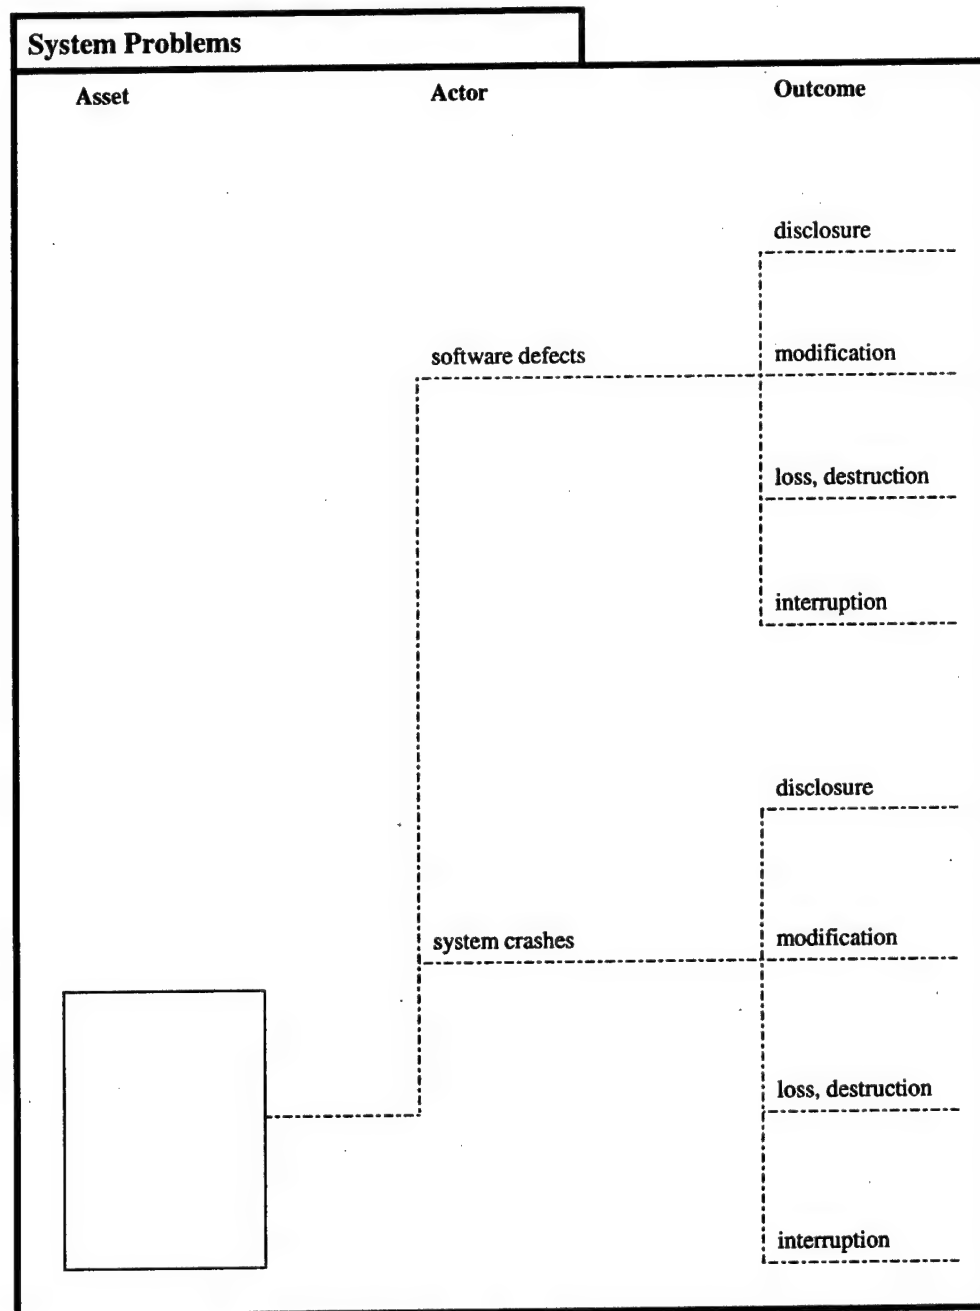 System Problems
Asset Actor Outcome
disclosure
software defects modification
loss, destruction
interruption
disclosure
system crashes modification
loss, destruction
interruption